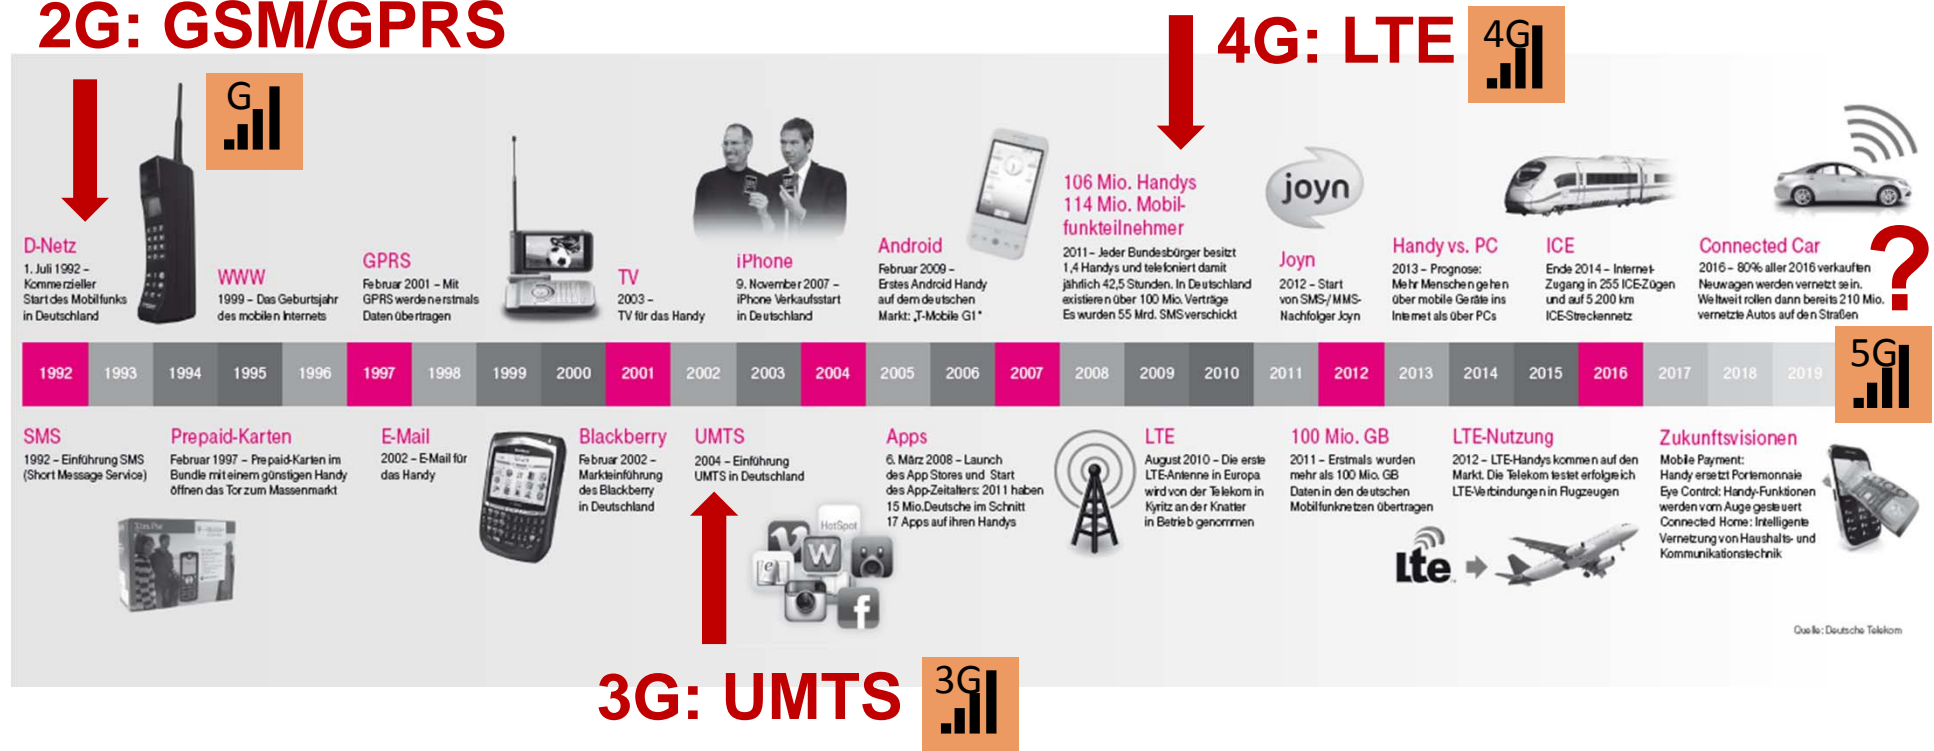 2G: GSM/GPRS
4G: LTE
4G
G
D-Netz
1. Juli 1992 –
Kommerzieller
Start des Mobilfunks
in Deutschland
WWW
1999 – Das Geburtsjahr
des mobilen Internets
GPRS
Februar 2001 – Mit
GPRS werden erstmals
Daten übertragen
TV
2003 –
TV für das Handy
iPhone
9. November 2007 –
iPhone Verkaufsstart
in Deutschland
Android
Februar 2009 –
Erstes Android Handy
auf dem deutschen
Markt: „T-Mobile G1“
106 Mio. Handys
114 Mio. Mobil-
funkteilnehmer
2011 – Jeder Bundesbürger besitzt
1,4 Handys und telefoniert damit
jährlich 42,5 Stunden. In Deutschland
existieren über 100 Mio. Verträge
Es wurden 55 Mrd. SMS verschickt
joyn
Joyn
2012 – Start
von SMS-/MMS-
Nachfolger Joyn
Handy vs. PC
2013 – Prognose:
Mehr Menschen gehen
über mobile Geräte ins
Internet als über PCs
ICE
Ende 2014 – Internet-
Zugang in 255 ICE-Zügen
und auf 5.200 km
ICE-Streckennetz
Connected Car
2016 – 80% aller 2016 verkauften
Neuwagen werden vernetzt sein.
Weltweit rollen dann bereits 210 Mio.
vernetzte Autos auf den Straßen
?
5G
1992 1993 1994 1995 1996 1997 1998 1999 2000 2001 2002 2003 2004 2005 2006 2007 2008 2009 2010 2011 2012 2013 2014 2015 2016 2017 2018 2019
SMS
1992 – Einführung SMS
(Short Message Service)
Prepaid-Karten
Februar 1997 – Prepaid-Karten im
Bundle mit einem günstigen Handy
öffnen das Tor zum Massenmarkt
E-Mail
2002 – E-Mail für
das Handy
Blackberry
Februar 2002 –
Markteinführung
des Blackberry
in Deutschland
UMTS
2004 – Einführung
UMTS in Deutschland
HotSpot
W
f
Apps
6. März 2008 – Launch
des App Stores und Start
des App-Zeitalters: 2011 haben
15 Mio. Deutsche im Schnitt
17 Apps auf ihren Handys
LTE
August 2010 – Die erste
LTE-Antenne in Europa
wird von der Telekom in
Kyritz an der Knatter
in Betrieb genommen
100 Mio. GB
2011 – Erstmals wurden
mehr als 100 Mio. GB
Daten in den deutschen
Mobilfunknetzen übertragen
Lte
LTE-Nutzung
2012 – LTE-Handys kommen auf den
Markt. Die Telekom testet erfolgreich
LTE-Verbindungen in Flugzeugen
Zukunftsvisionen
Mobile Payment:
Handy ersetzt Portemonnaie
Eye Control: Handy-Funktionen
werden vom Auge gesteuert
Connected Home: Intelligente
Vernetzung von Haushalts- und
Kommunikationstechnik
Quelle: Deutsche Telekom
3G: UMTS
3G